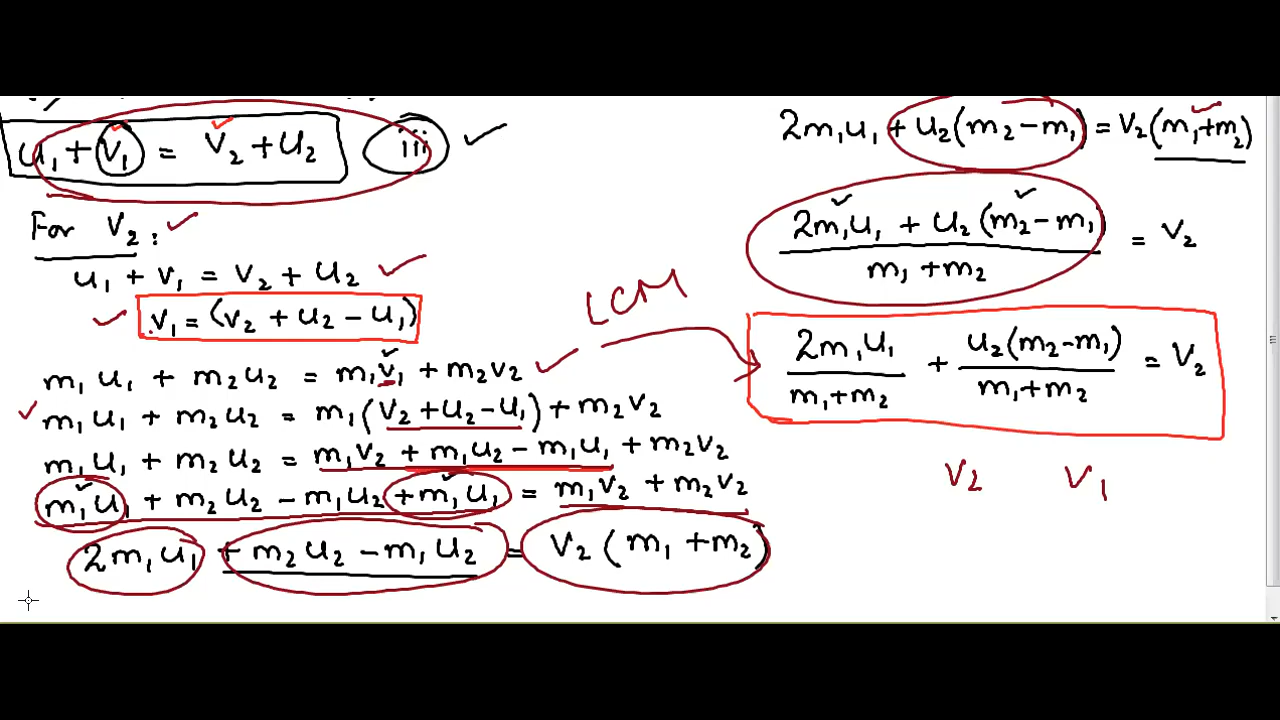 u₁ + v₁ = v₂ + u₂ iii ✓
For v₂: ✓
u₁ + v₁ = v₂ + u₂ ✓
✓ v₁ = (v₂ + u₂ − u₁)
m₁u₁ + m₂u₂ = m₁v₁ + m₂v₂ ✓
✓ m₁u₁ + m₂u₂ = m₁(v₂ + u₂ − u₁) + m₂v₂
m₁u₁ + m₂u₂ = m₁v₂ + m₁u₂ − m₁u₁ + m₂v₂
m₁u₁ + m₂u₂ − m₁u₂ + m₁u₁ = m₁v₂ + m₂v₂
2m₁u₁ + m₂u₂ − m₁u₂ = v₂(m₁ + m₂)
LCM
2m₁u₁ + u₂(m₂ − m₁) = v₂(m₁ + m₂)
2m₁u₁ + u₂(m₂ − m₁)
m₁ + m₂
= v₂
2m₁u₁ + u₂(m₂ − m₁) = v₂
m₁ + m₂ m₁ + m₂
v₂ v₁